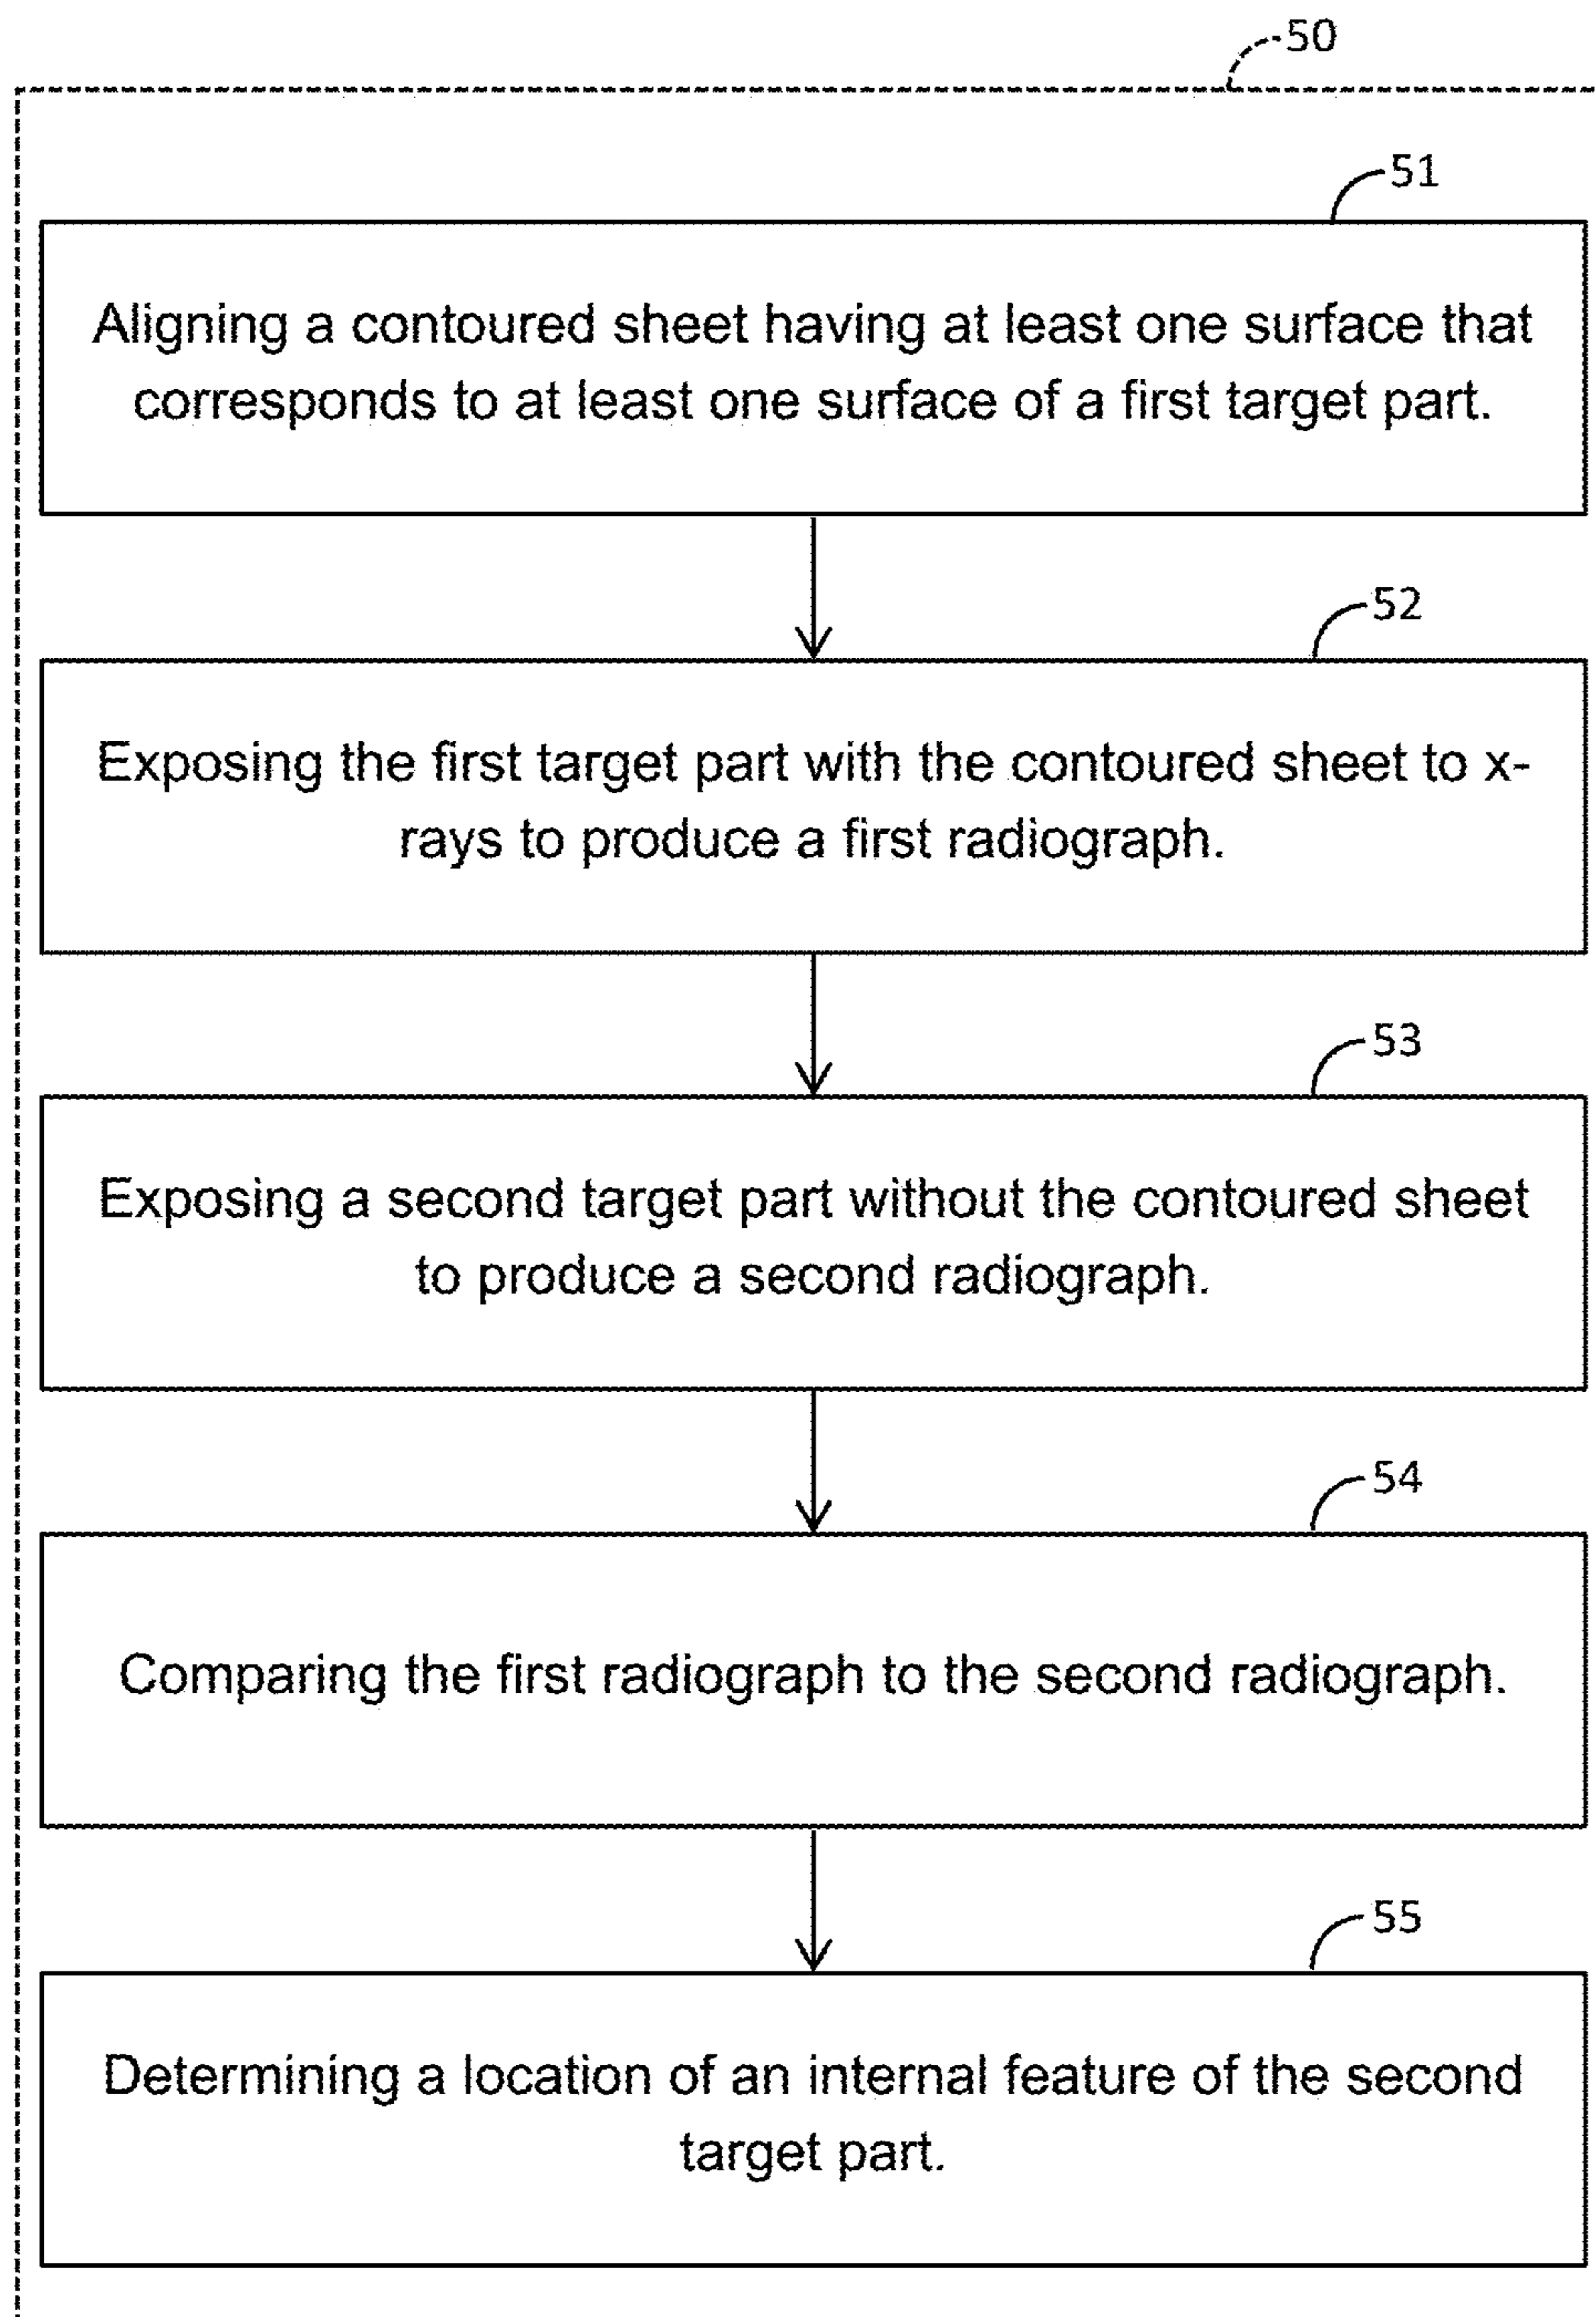 50
51
Aligning a contoured sheet having at least one surface that
corresponds to at least one surface of a first target part.
52
Exposing the first target part with the contoured sheet to x-
rays to produce a first radiograph.
53
Exposing a second target part without the contoured sheet
to produce a second radiograph.
54
Comparing the first radiograph to the second radiograph.
55
Determining a location of an internal feature of the second
target part.